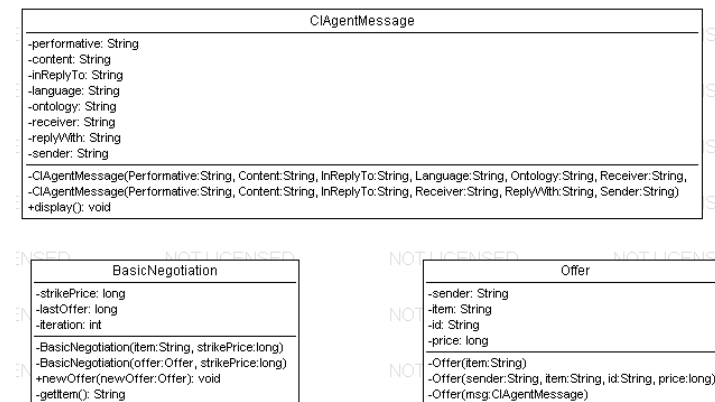 CIAgentMessage
-performative: String
-content: String
-inReplyTo: String
-language: String
-ontology: String
-receiver: String
-replyWith: String
-sender: String
-CIAgentMessage(Performative:String, Content:String, InReplyTo:String, Language:String, Ontology:String, Receiver:String,
-CIAgentMessage(Performative:String, Content:String, InReplyTo:String, Receiver:String, ReplyWith:String, Sender:String)
+display(): void
NOT LICENSED
NOT LICENSED
BasicNegotiation
-strikePrice: long
-lastOffer: long
-iteration: int
-BasicNegotiation(item:String, strikePrice:long)
-BasicNegotiation(offer:Offer, strikePrice:long)
+newOffer(newOffer:Offer): void
-getItem(): String
Offer
-sender: String
-item: String
-id: String
-price: long
-Offer(item:String)
-Offer(sender:String, item:String, id:String, price:long)
-Offer(msg:CIAgentMessage)